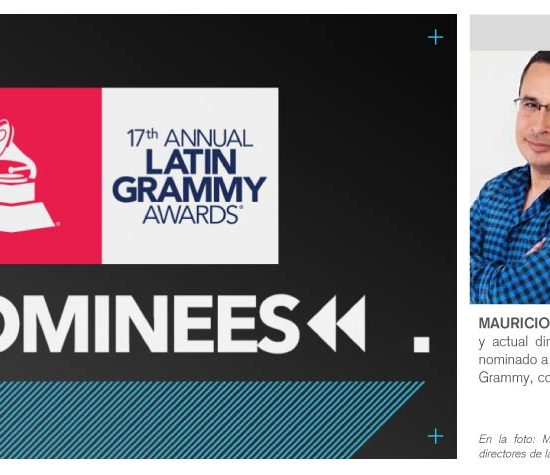 17th ANNUAL
LATIN
GRAMMY
AWARDS®
OMINEES
MAURICIO
y actual dir
nominado a
Grammy, co
En la foto: M
directores de la